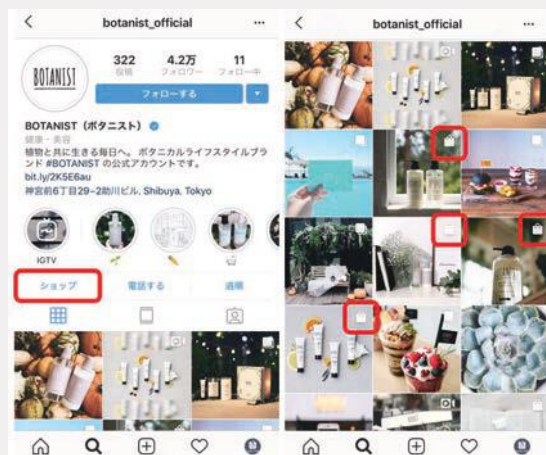 botanist_official
322
投稿
4.2万
フォロワー
11
フォロー中
フォローする
BOTANIST
BOTANIST（ボタニスト）
健康・美容
植物と共に生きる毎日へ。 ボタニカルライフスタイルブラ
ンド #BOTANIST の公式アカウントです。
bit.ly/2K5E6au
神宮前6丁目29−2助川ビル, Shibuya, Tokyo
IGTV
ショップ
電話する
道順
botanist_official